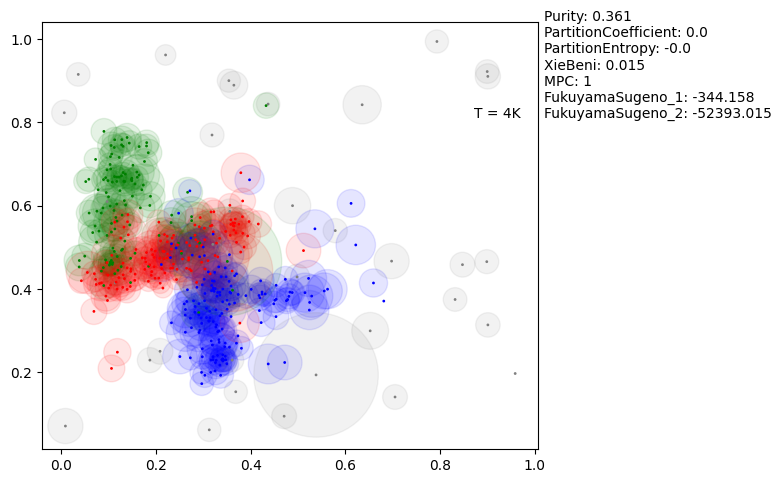 Purity: 0.361
PartitionCoefficient: 0.0
PartitionEntropy: -0.0
XieBeni: 0.015
MPC: 1
FukuyamaSugeno_1: -344.158
FukuyamaSugeno_2: -52393.015
T = 4K
1.0
0.8
0.6
0.4
0.2
0.0
0.2
0.4
0.6
0.8
1.0